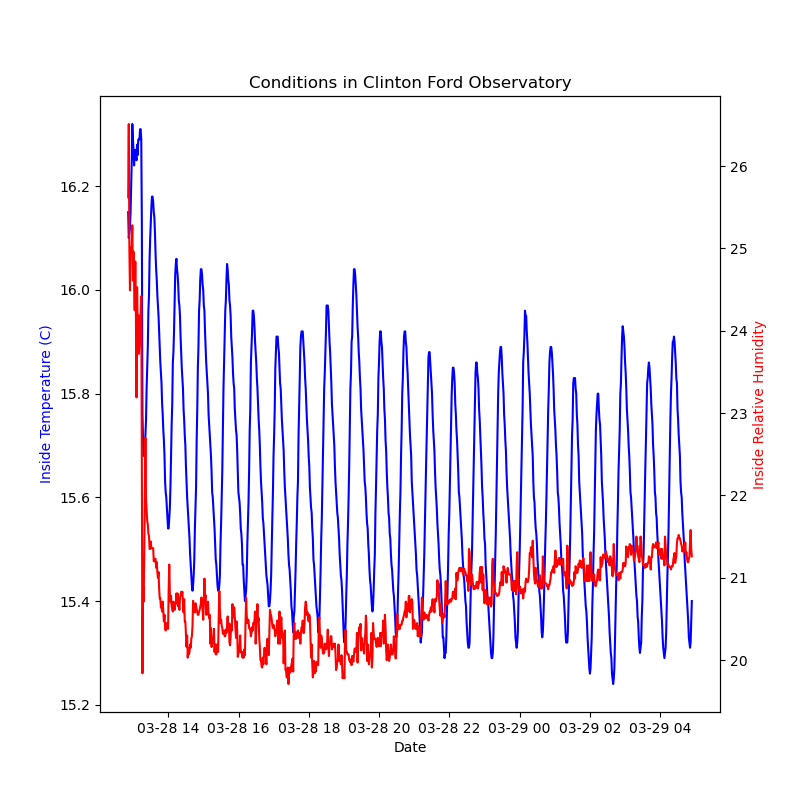 Conditions in Clinton Ford Observatory
Inside Temperature (C)
16.2
16.0
15.8
15.6
15.4
15.2
26
25
24
23
22
21
20
Inside Relative Humidity
03-28 14 03-28 16 03-28 18 03-28 20 03-28 22 03-29 00 03-29 02 03-29 04
Date